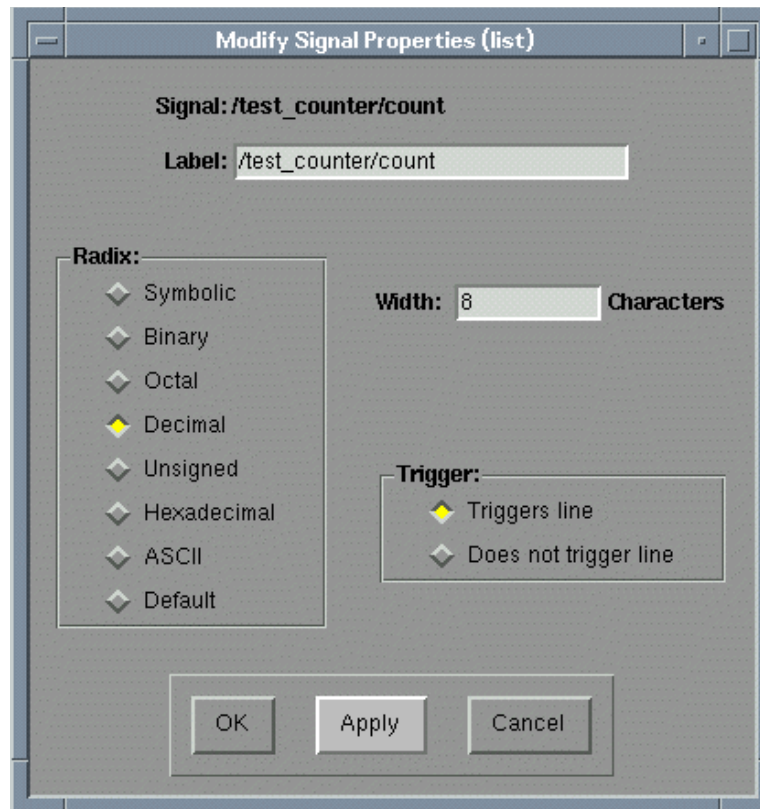 Modify Signal Properties (list)
Signal: /test_counter/count
Label: /test_counter/count
Radix:
Symbolic
Binary
Octal
Decimal
Unsigned
Hexadecimal
ASCII
Default
Width: 8 Characters
Trigger:
Triggers line
Does not trigger line
OK Apply Cancel